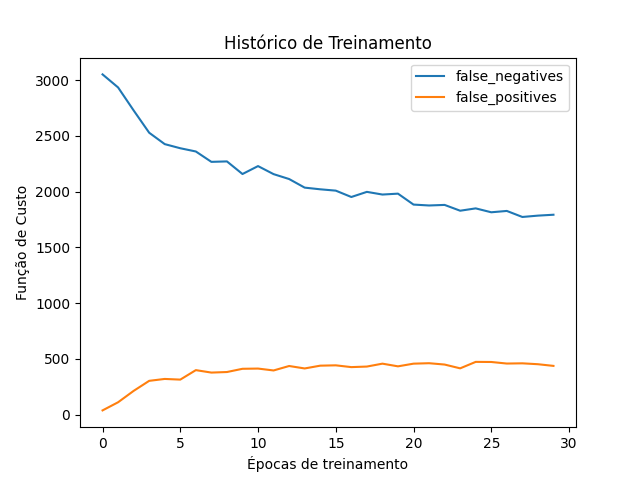 Histórico de Treinamento
false_negatives
false_positives
Função de Custo
3000
2500
2000
1500
1000
500
0
0 5 10 15 20 25 30
Épocas de treinamento